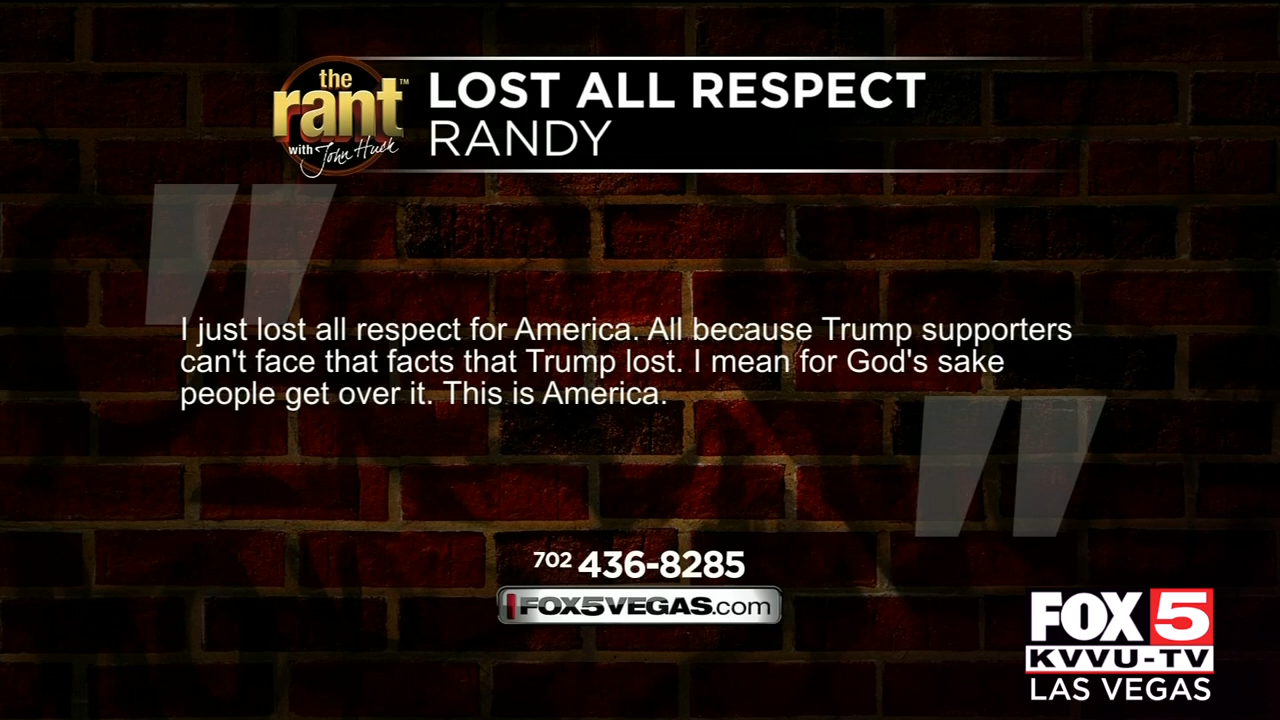 the
rant™
with John Huck
LOST ALL RESPECT
RANDY
I just lost all respect for America. All because Trump supporters
can't face that facts that Trump lost. I mean for God's sake
people get over it. This is America.
702 436-8285
FOX5VEGAS.com
FOX 5
KVVU-TV
LAS VEGAS